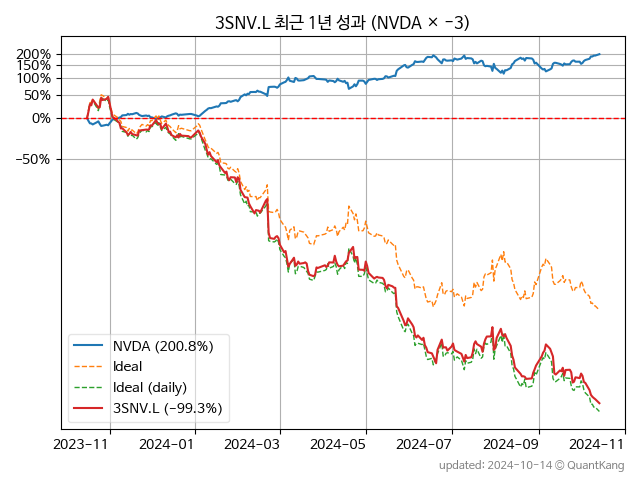 3SNV.L 최근 1년 성과 (NVDA × −3)
200%
150%
100%
50%
0%
−50%
NVDA (200.8%)
Ideal
Ideal (daily)
3SNV.L (−99.3%)
2023-11 2024-01 2024-03 2024-05 2024-07 2024-09 2024-11
updated: 2024-10-14 © QuantKang